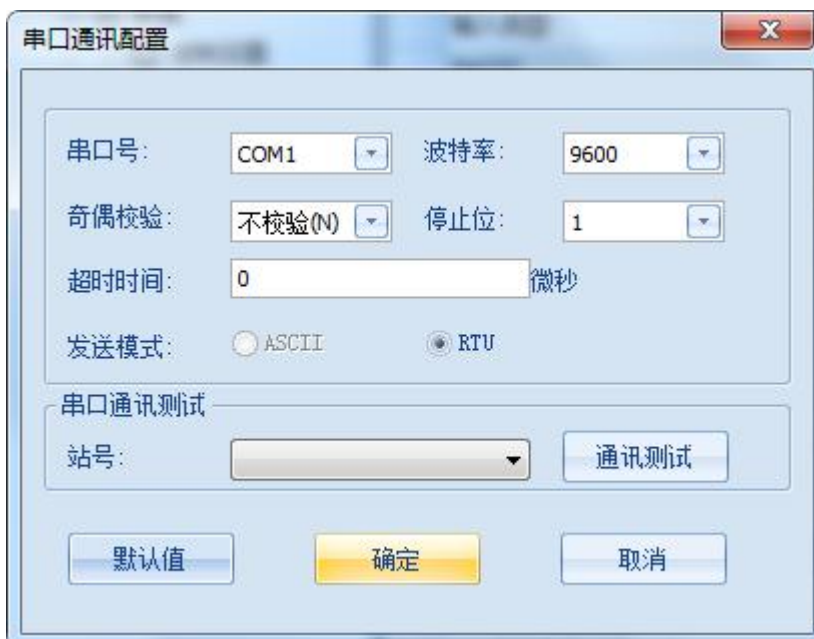 串口通讯配置
串口号: COM1 波特率: 9600
奇偶校验: 不校验(N) 停止位: 1
超时时间: 0 微秒
发送模式: ASCII RTU
串口通讯测试
站号: 通讯测试
默认值 确定 取消